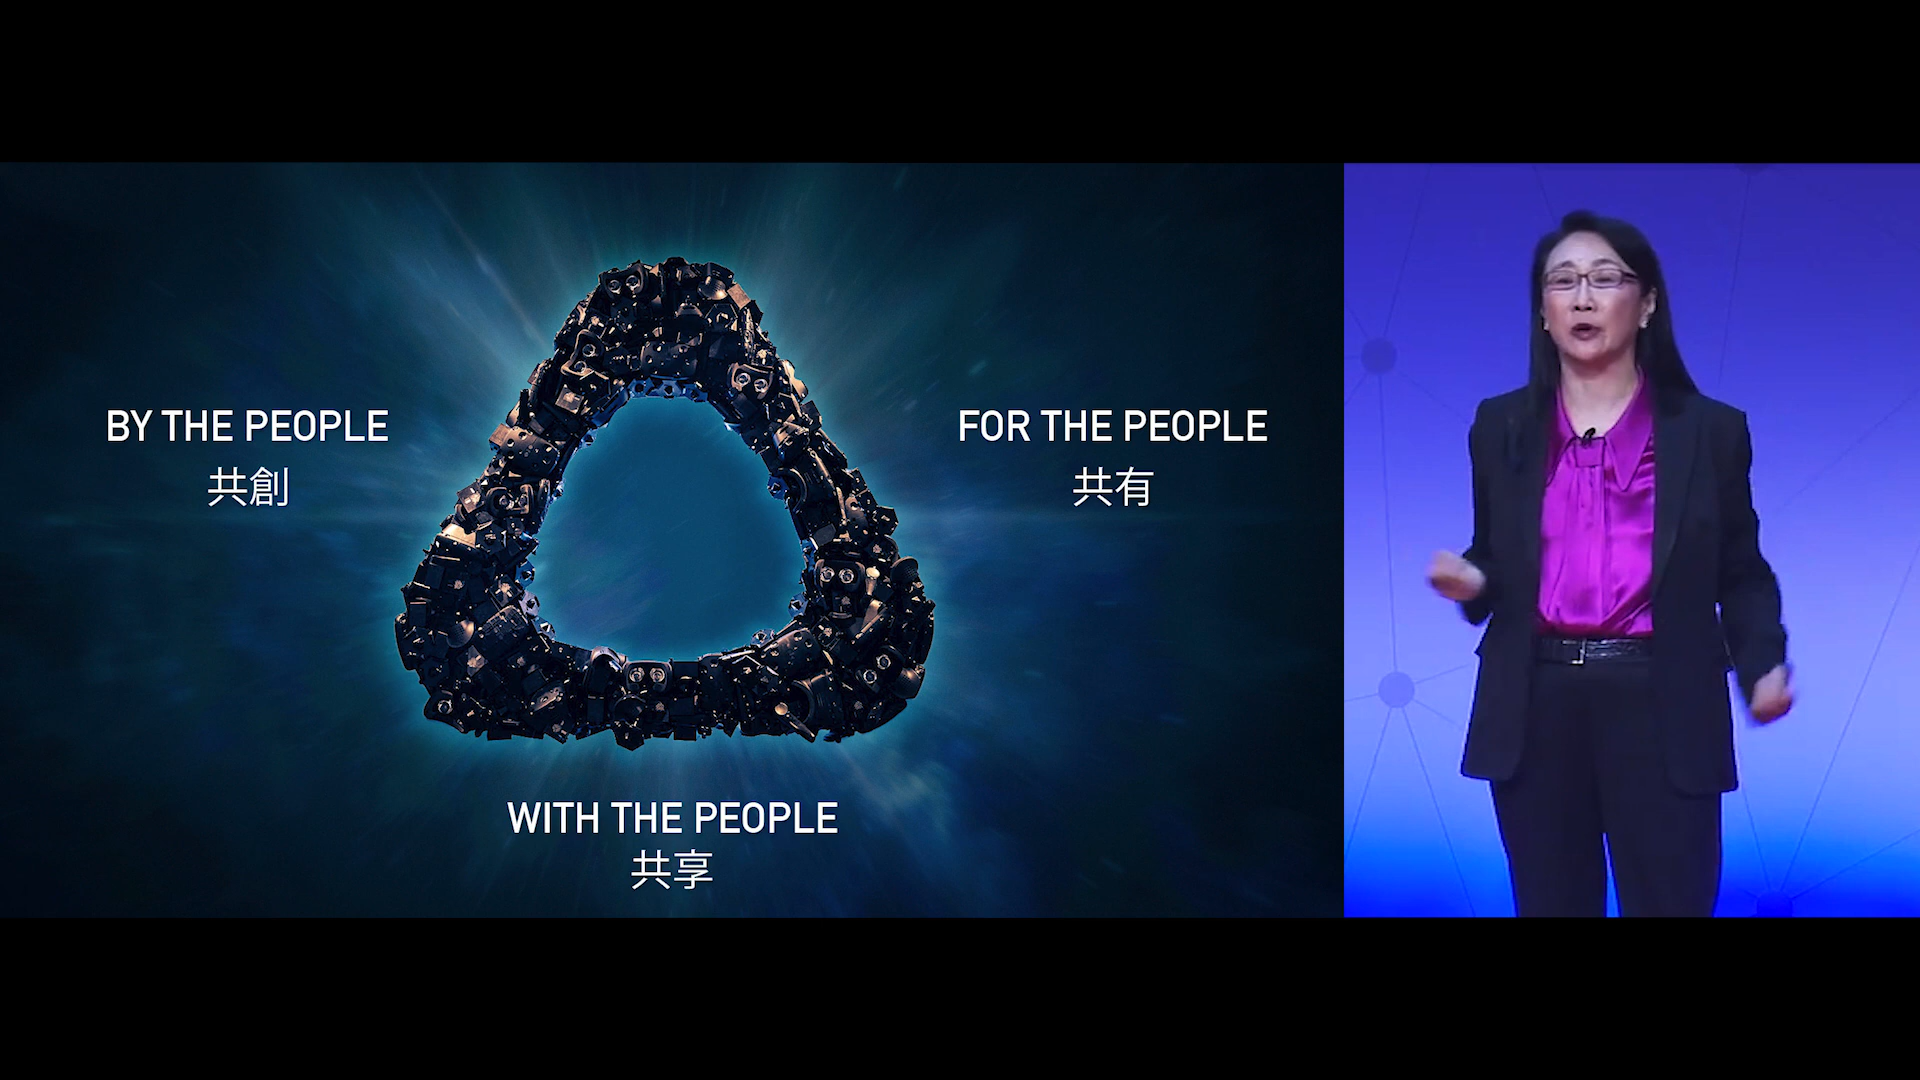 BY THE PEOPLE
共創
FOR THE PEOPLE
共有
WITH THE PEOPLE
共享